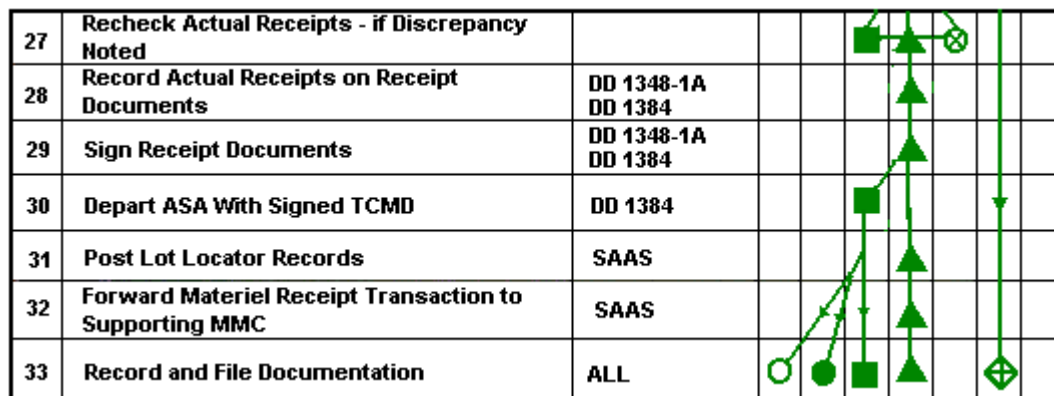 27
Recheck Actual Receipts - if Discrepancy
Noted
28
Record Actual Receipts on Receipt
Documents
DD 1348-1A
DD 1384
29
Sign Receipt Documents
DD 1348-1A
DD 1384
30
Depart ASA With Signed TCMD
DD 1384
31
Post Lot Locator Records
SAAS
32
Forward Materiel Receipt Transaction to
Supporting MMC
SAAS
33
Record and File Documentation
ALL